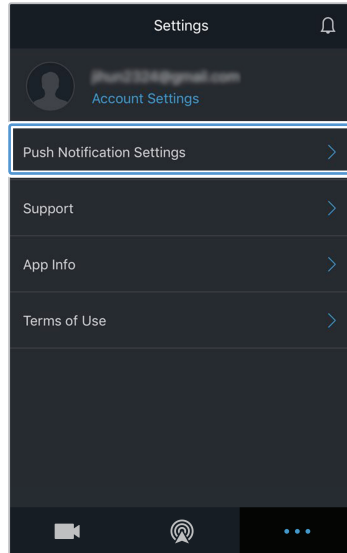 Settings
Account Settings
Push Notification Settings
Support
App Info
Terms of Use